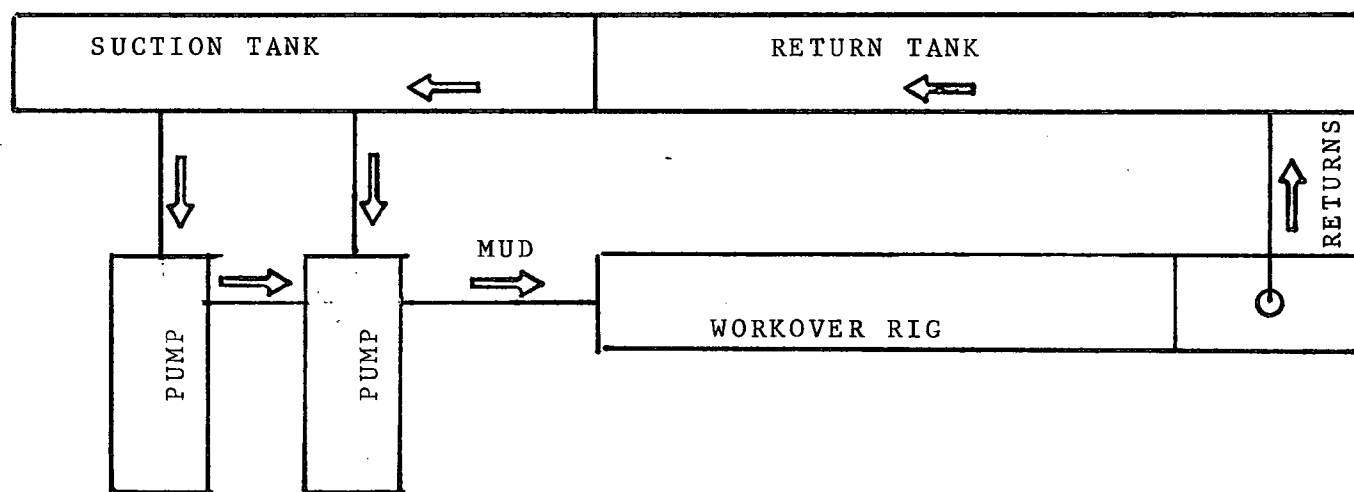 SUCTION TANK
RETURN TANK
RETURNS
MUD
PUMP
PUMP
WORKOVER RIG